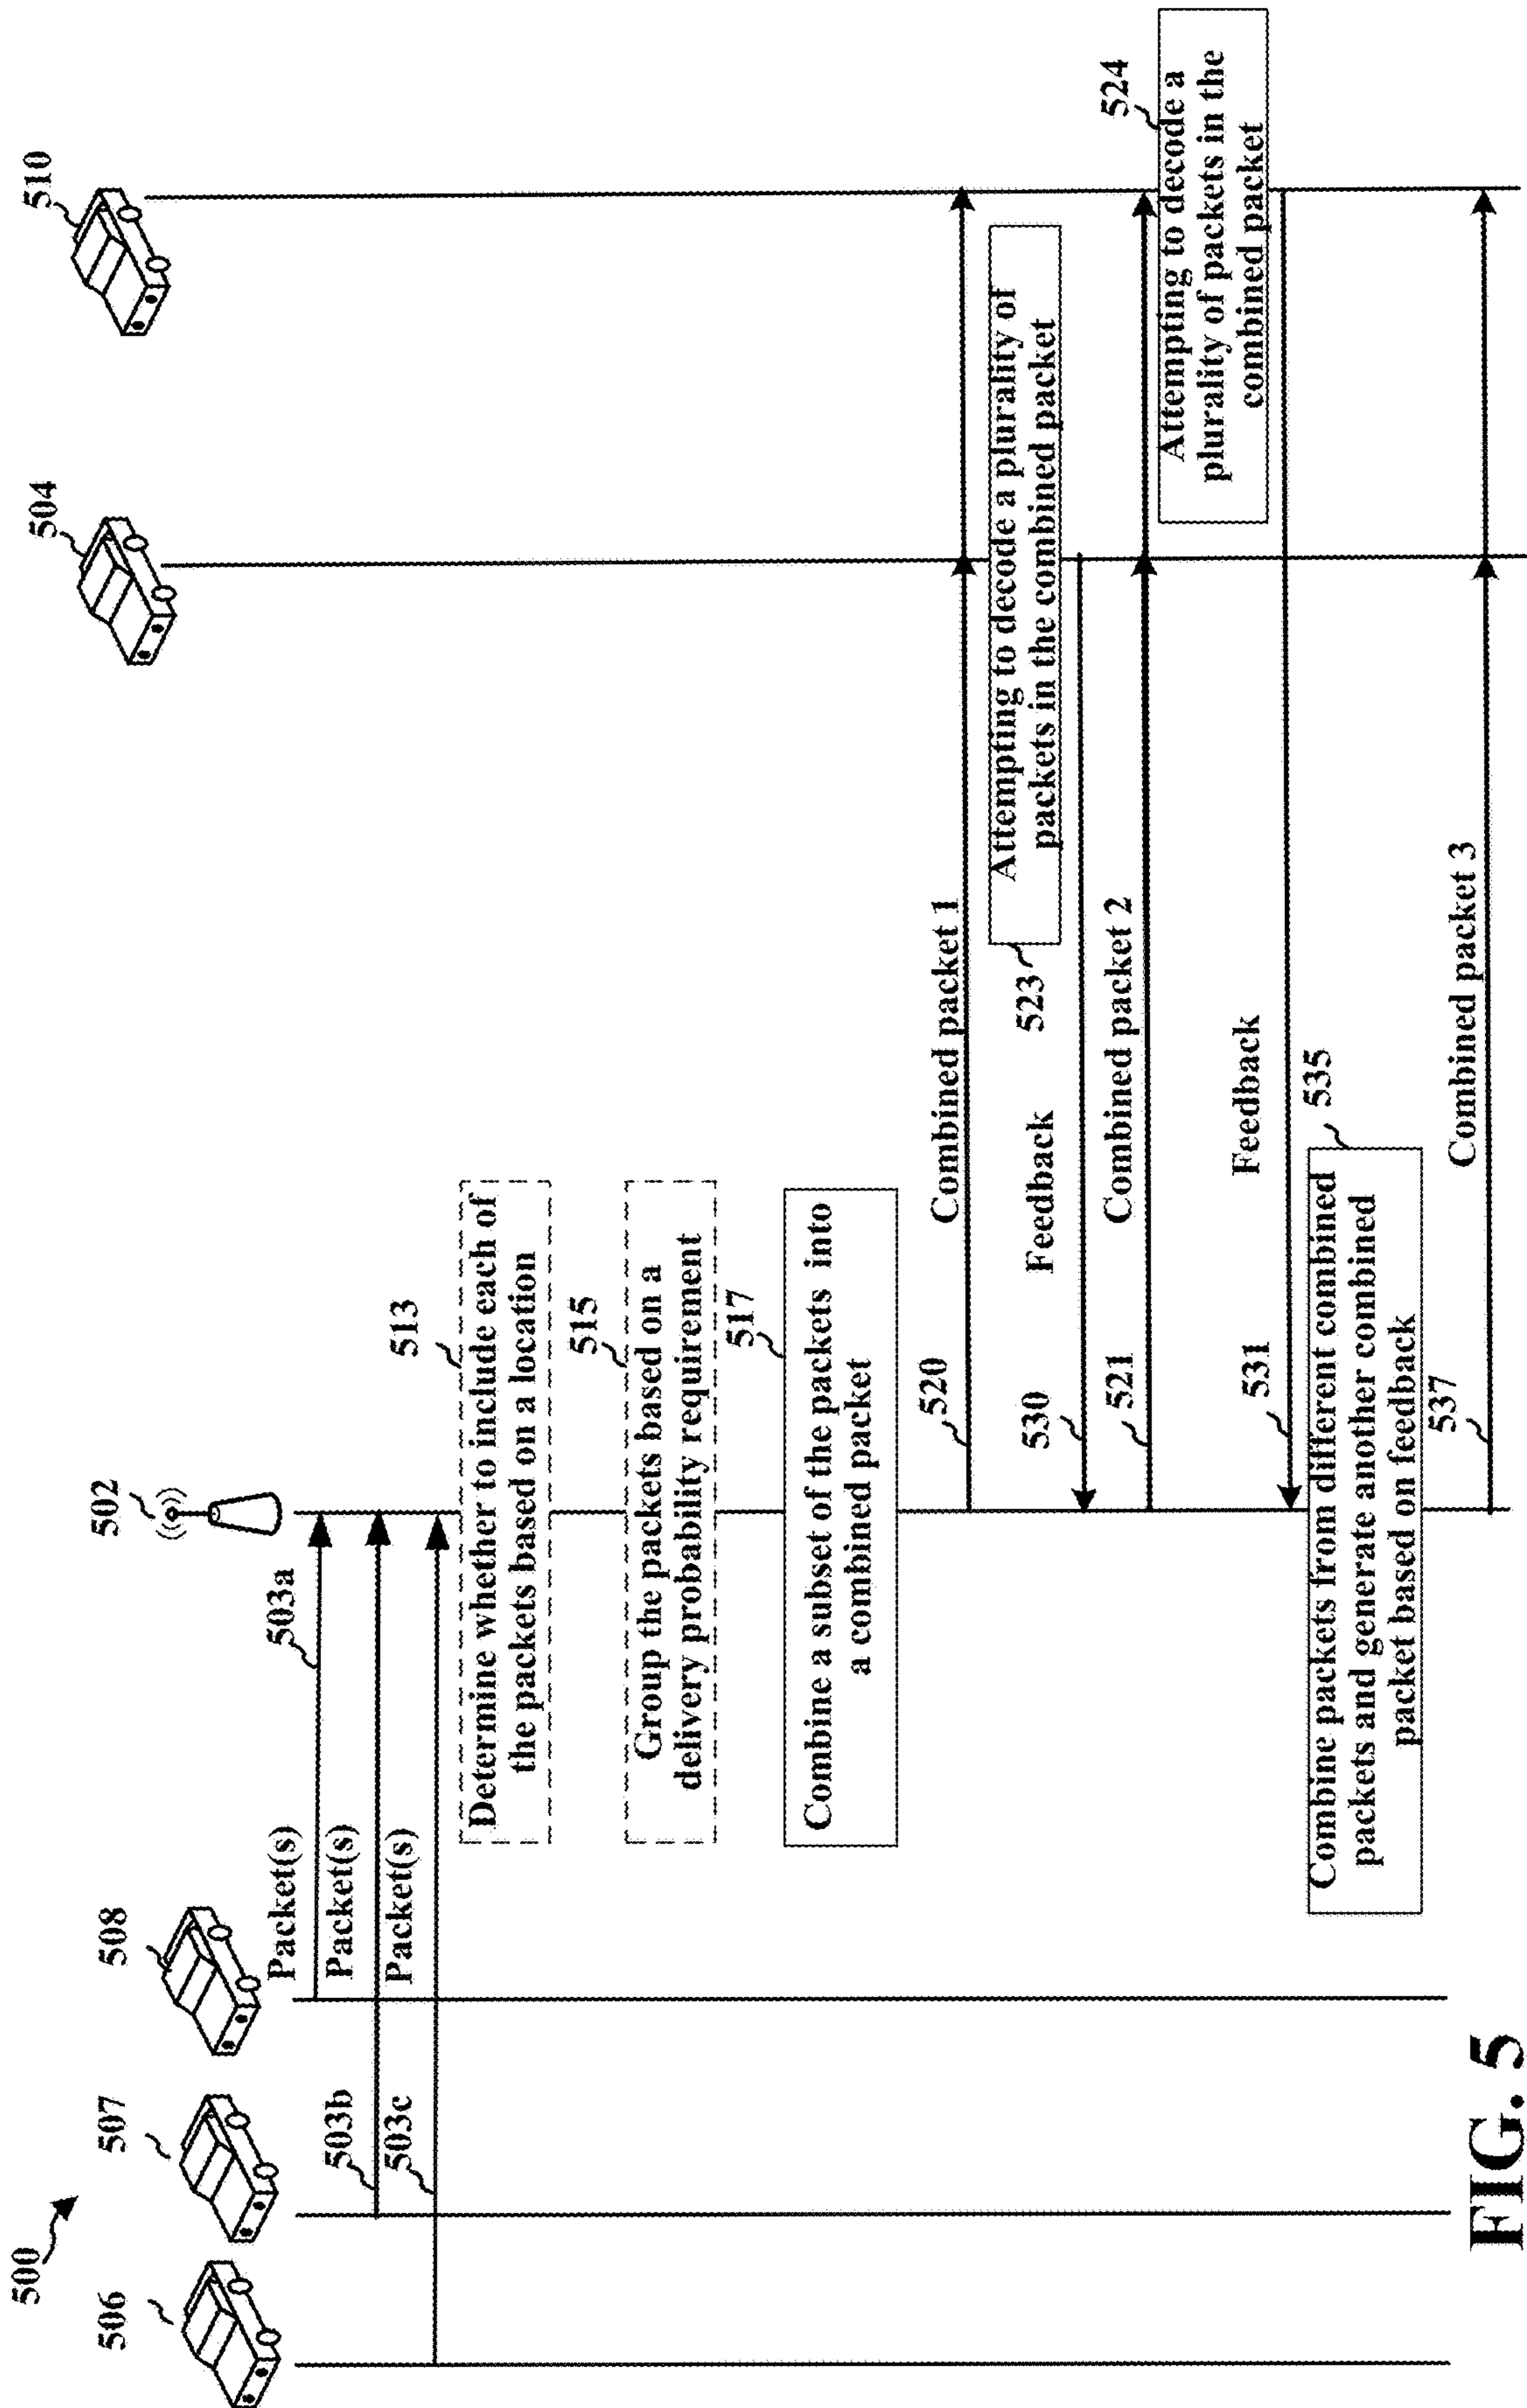 500
506
507
508
502
504
510
Packet(s)
503a
Packet(s)
503b
Packet(s)
503c
513
Determine whether to include each of
the packets based on a location
515
Group the packets based on a
delivery probability requirement
517
Combine a subset of the packets into
a combined packet
520
Combined packet 1
523
Attempting to decode a plurality of
packets in the combined packet
530
Feedback
521
Combined packet 2
524
Attempting to decode a
plurality of packets in the
combined packet
531
Feedback
535
Combine packets from different combined
packets and generate another combined
packet based on feedback
537
Combined packet 3
FIG. 5